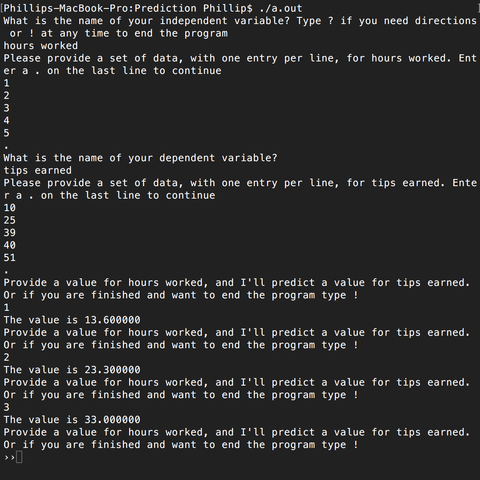 [Phillips-MacBook-Pro:Prediction Phillip$ ./a.out
What is the name of your independent variable? Type ? if you need directions
or ! at any time to end the program
hours worked
Please provide a set of data, with one entry per line, for hours worked. Ent
er a . on the last line to continue
1
2
3
4
5
.
What is the name of your dependent variable?
tips earned
Please provide a set of data, with one entry per line, for tips earned. Ente
r a . on the last line to continue
10
25
39
40
51
.
Provide a value for hours worked, and I'll predict a value for tips earned.
Or if you are finished and want to end the program type !
1
The value is 13.600000
Provide a value for hours worked, and I'll predict a value for tips earned.
Or if you are finished and want to end the program type !
2
The value is 23.300000
Provide a value for hours worked, and I'll predict a value for tips earned.
Or if you are finished and want to end the program type !
3
The value is 33.000000
Provide a value for hours worked, and I'll predict a value for tips earned.
Or if you are finished and want to end the program type !
››